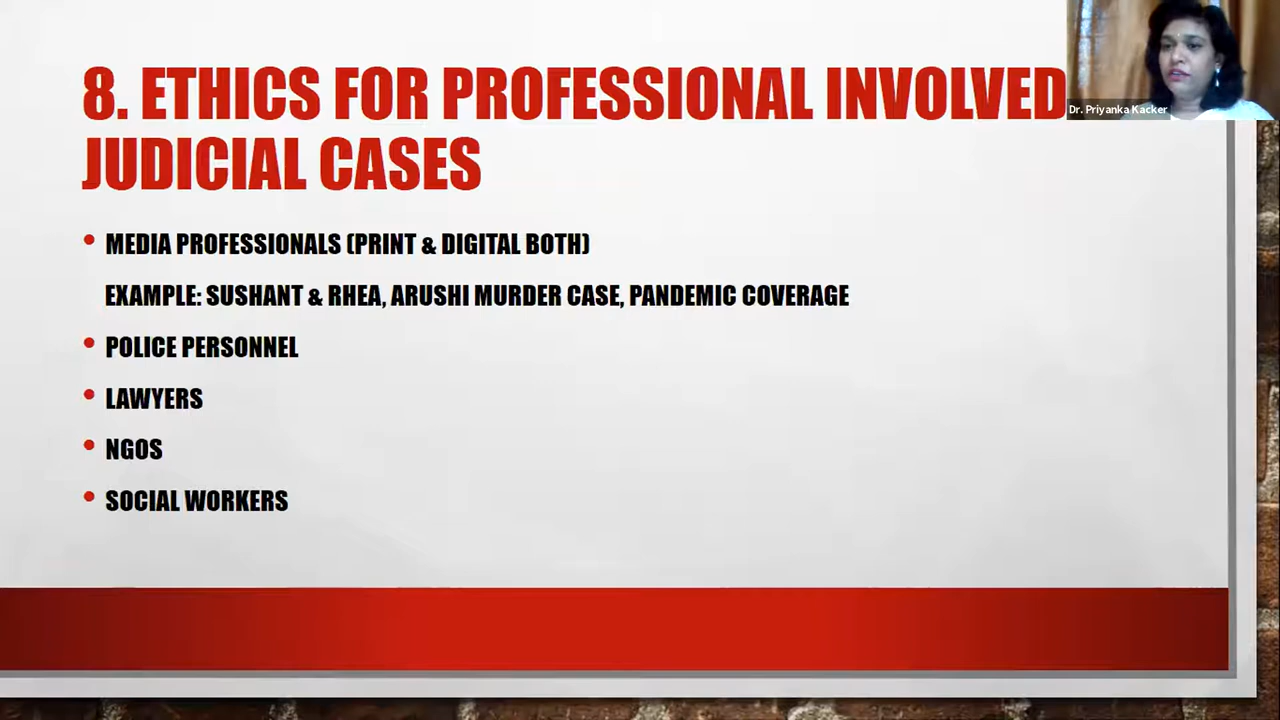 8. ETHICS FOR PROFESSIONAL INVOLVED
JUDICIAL CASES
Dr. Priyanka Kacker
• MEDIA PROFESSIONALS (PRINT & DIGITAL BOTH)
EXAMPLE: SUSHANT & RHEA, ARUSHI MURDER CASE, PANDEMIC COVERAGE
• POLICE PERSONNEL
• LAWYERS
• NGOS
• SOCIAL WORKERS